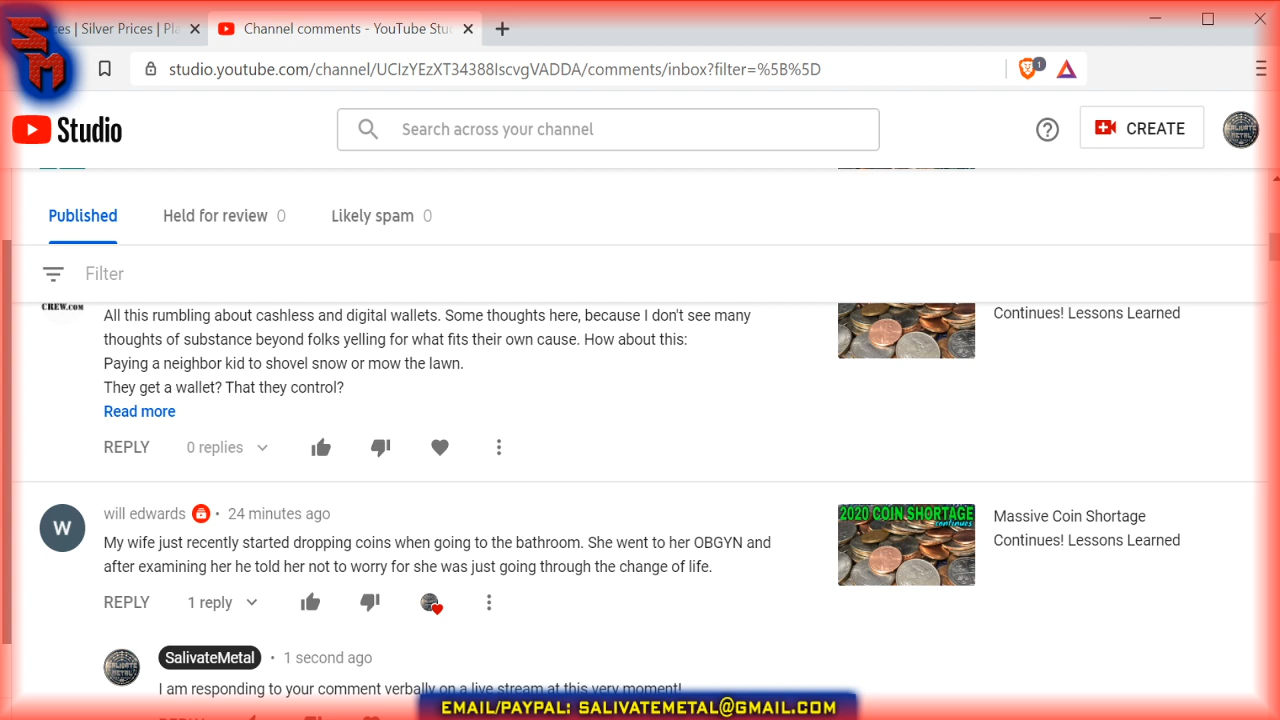 SM
es | Silver Prices | Pla
Channel comments - YouTube Stu
studio.youtube.com/channel/UCIzYEzXT34388IscvgVADDA/comments/inbox?filter=%5B%5D
1
Studio
Search across your channel
CREATE
Published
Held for review 0
Likely spam 0
Filter
CREW.COM
All this rumbling about cashless and digital wallets. Some thoughts here, because I don't see many
thoughts of substance beyond folks yelling for what fits their own cause. How about this:
Paying a neighbor kid to shovel snow or mow the lawn.
They get a wallet? That they control?
Read more
REPLY 0 replies
Continues! Lessons Learned
W
will edwards • 24 minutes ago
My wife just recently started dropping coins when going to the bathroom. She went to her OBGYN and
after examining her he told her not to worry for she was just going through the change of life.
REPLY 1 reply
2020 COIN SHORTAGE
continues
Massive Coin Shortage
Continues! Lessons Learned
SalivateMetal • 1 second ago
I am responding to your comment verbally on a live stream at this very moment!
EMAIL/PAYPAL: SALIVATEMETAL@GMAIL.COM